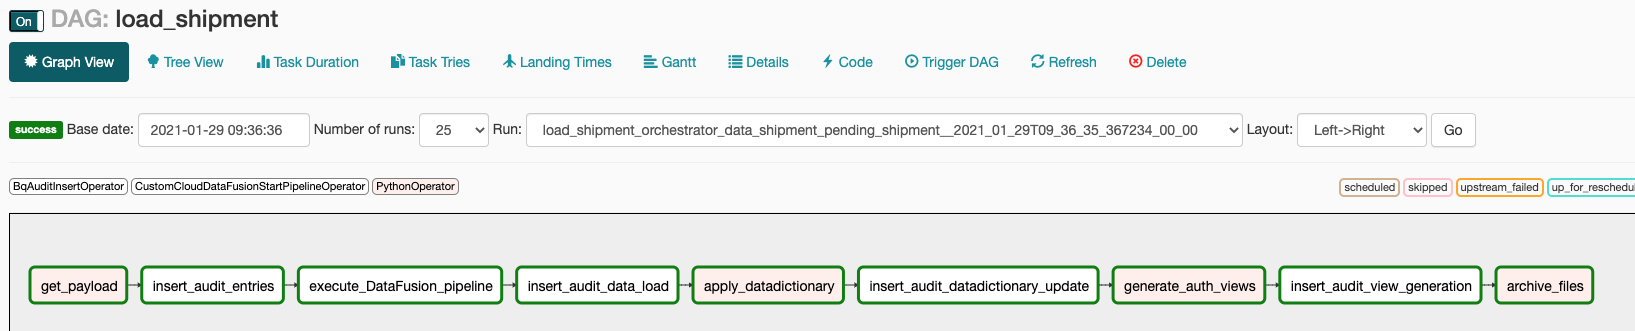 On DAG: load_shipment
Graph View Tree View Task Duration Task Tries Landing Times Gantt Details Code Trigger DAG Refresh Delete
success Base date: 2021-01-29 09:36:36 Number of runs: 25 Run: load_shipment_orchestrator_data_shipment_pending_shipment__2021_01_29T09_36_35_367234_00_00 Layout: Left->Right Go
BqAuditInsertOperator CustomCloudDataFusionStartPipelineOperator PythonOperator scheduled skipped upstream_failed up_for_reschedul
get_payload insert_audit_entries execute_DataFusion_pipeline insert_audit_data_load apply_datadictionary insert_audit_datadictionary_update generate_auth_views insert_audit_view_generation archive_files